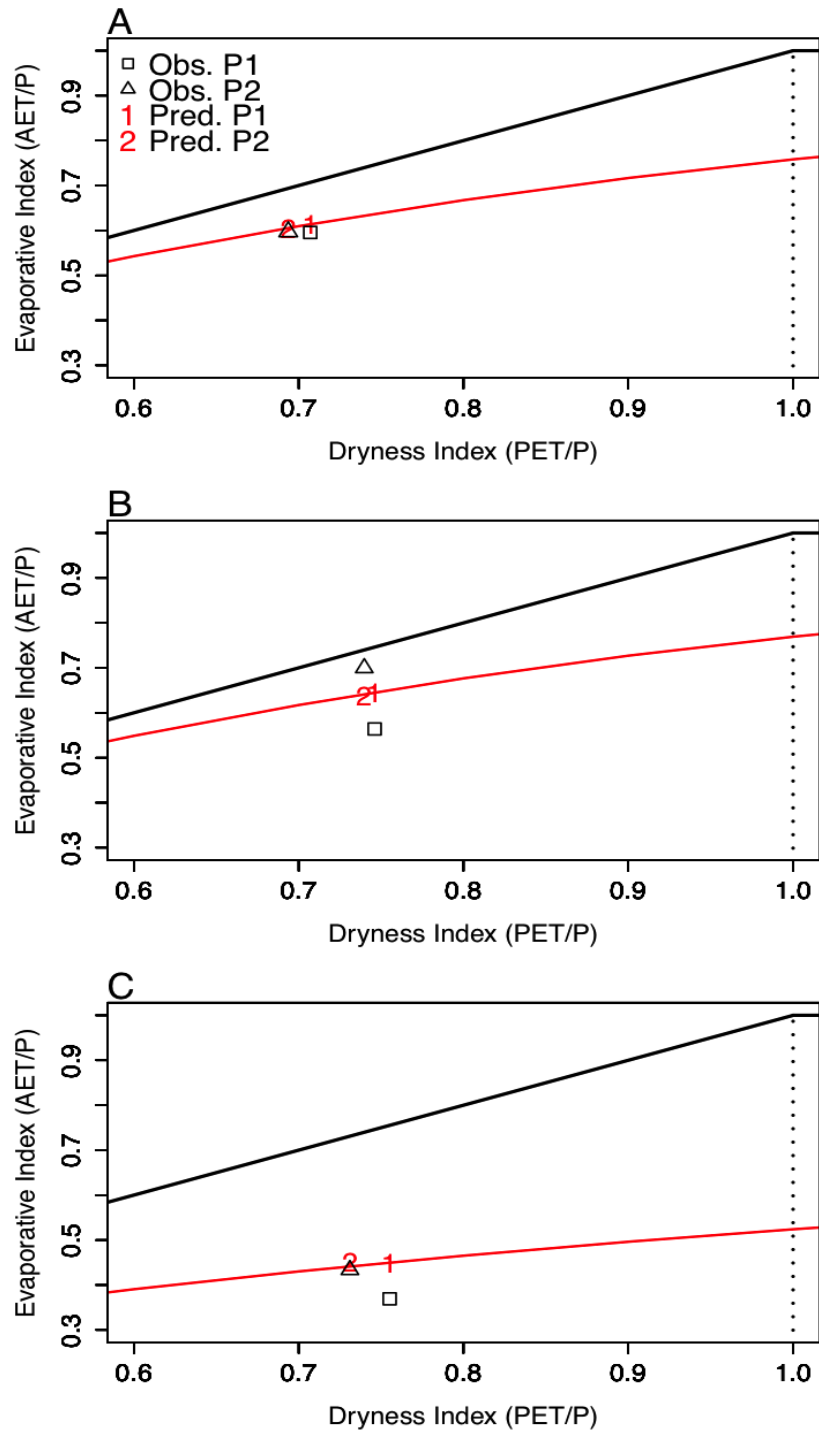 A
Obs. P1
Obs. P2
1 Pred. P1
2 Pred. P2
Evaporative Index (AET/P)
0.3 0.5 0.7 0.9
2 1
0.6 0.7 0.8 0.9 1.0
Dryness Index (PET/P)
B
Evaporative Index (AET/P)
0.3 0.5 0.7 0.9
2 1
0.6 0.7 0.8 0.9 1.0
Dryness Index (PET/P)
C
Evaporative Index (AET/P)
0.3 0.5 0.7 0.9
2 1
0.6 0.7 0.8 0.9 1.0
Dryness Index (PET/P)